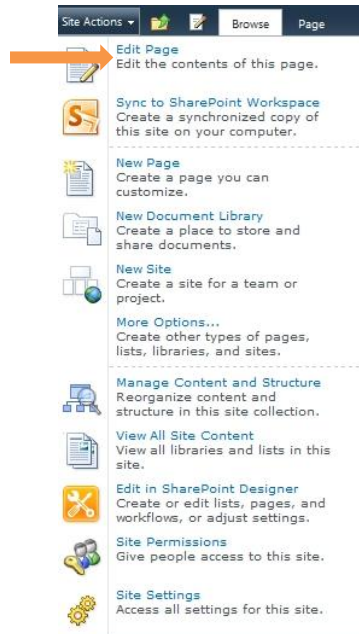 Site Actions Browse Page
Edit Page
Edit the contents of this page.
Sync to SharePoint Workspace
Create a synchronized copy of
this site on your computer.
New Page
Create a page you can
customize.
New Document Library
Create a place to store and
share documents.
New Site
Create a site for a team or
project.
More Options...
Create other types of pages,
lists, libraries, and sites.
Manage Content and Structure
Reorganize content and
structure in this site collection.
View All Site Content
View all libraries and lists in this
site.
Edit in SharePoint Designer
Create or edit lists, pages, and
workflows, or adjust settings.
Site Permissions
Give people access to this site.
Site Settings
Access all settings for this site.